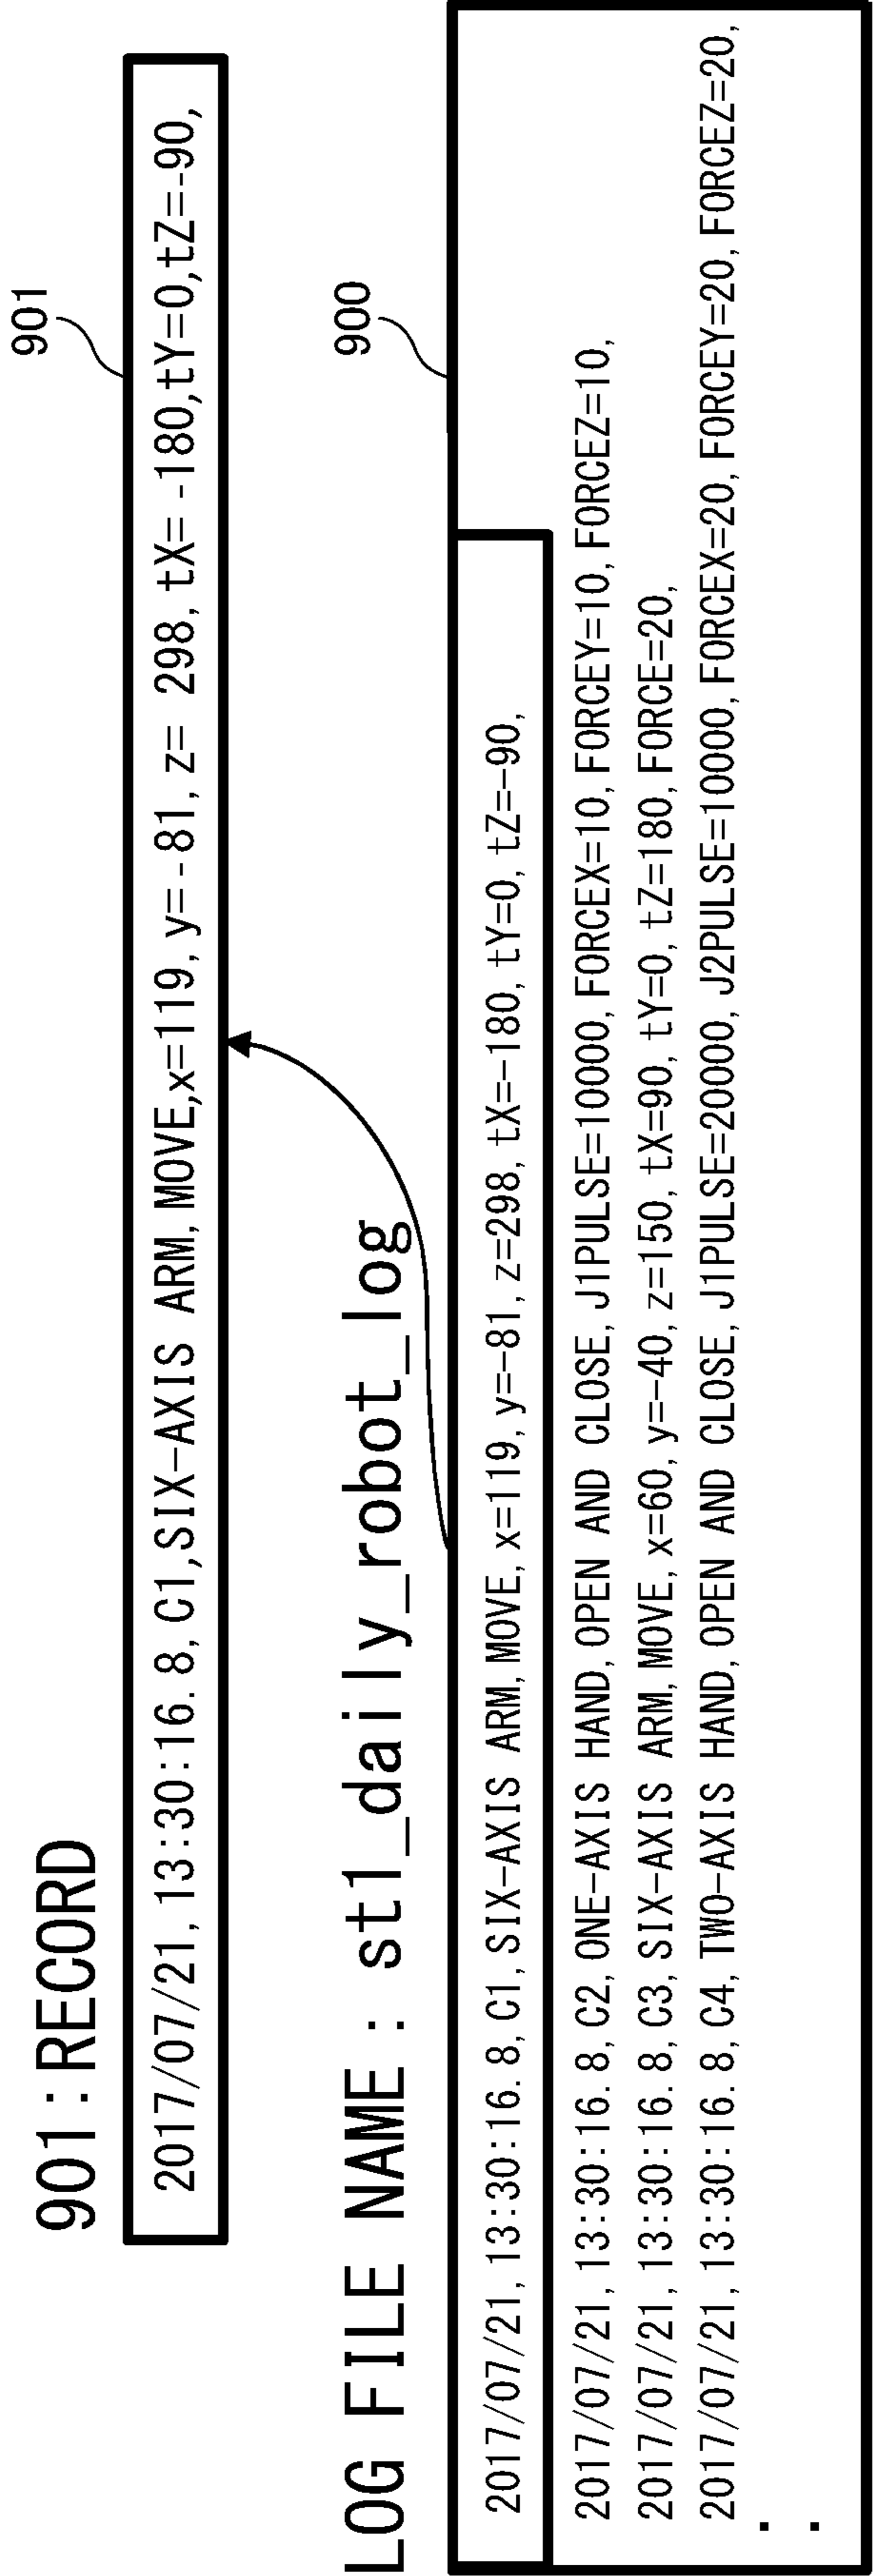 901
901:RECORD
2017/07/21, 13:30:16.8, C1,SIX-AXIS ARM, MOVE,x=119, y=-81, z= 298, tX= -180,tY=0,tZ=-90,
900
LOG FILE NAME: st1_daily_robot_log
2017/07/21, 13:30:16.8, C1, SIX-AXIS ARM, MOVE, x=119, y=-81, z=298, tX=-180, tY=0, tZ=-90,
2017/07/21, 13:30:16.8, C2, ONE-AXIS HAND, OPEN AND CLOSE, J1PULSE=10000, FORCEX=10, FORCEY=10, FORCEZ=10,
2017/07/21, 13:30:16.8, C3, SIX-AXIS ARM, MOVE, x=60, y=-40, z=150, tX=90, tY=0, tZ=180, FORCE=20,
2017/07/21, 13:30:16.8, C4, TWO-AXIS HAND, OPEN AND CLOSE, J1PULSE=20000, J2PULSE=10000, FORCEX=20, FORCEY=20, FORCEZ=20,
.
.